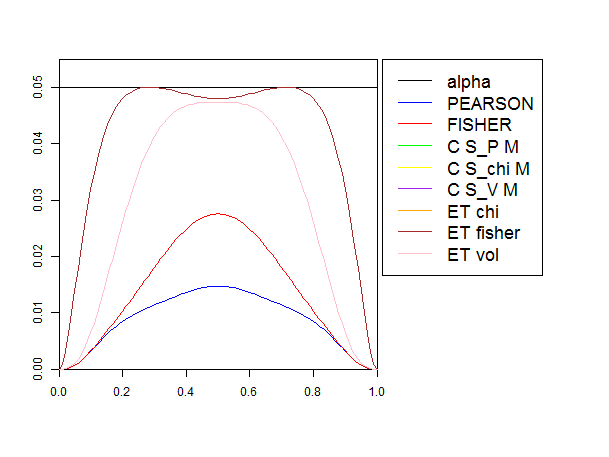 0.05
0.04
0.03
0.02
0.01
0.00
0.0 0.2 0.4 0.6 0.8 1.0
alpha
PEARSON
FISHER
C S_P M
C S_chi M
C S_V M
ET chi
ET fisher
ET vol